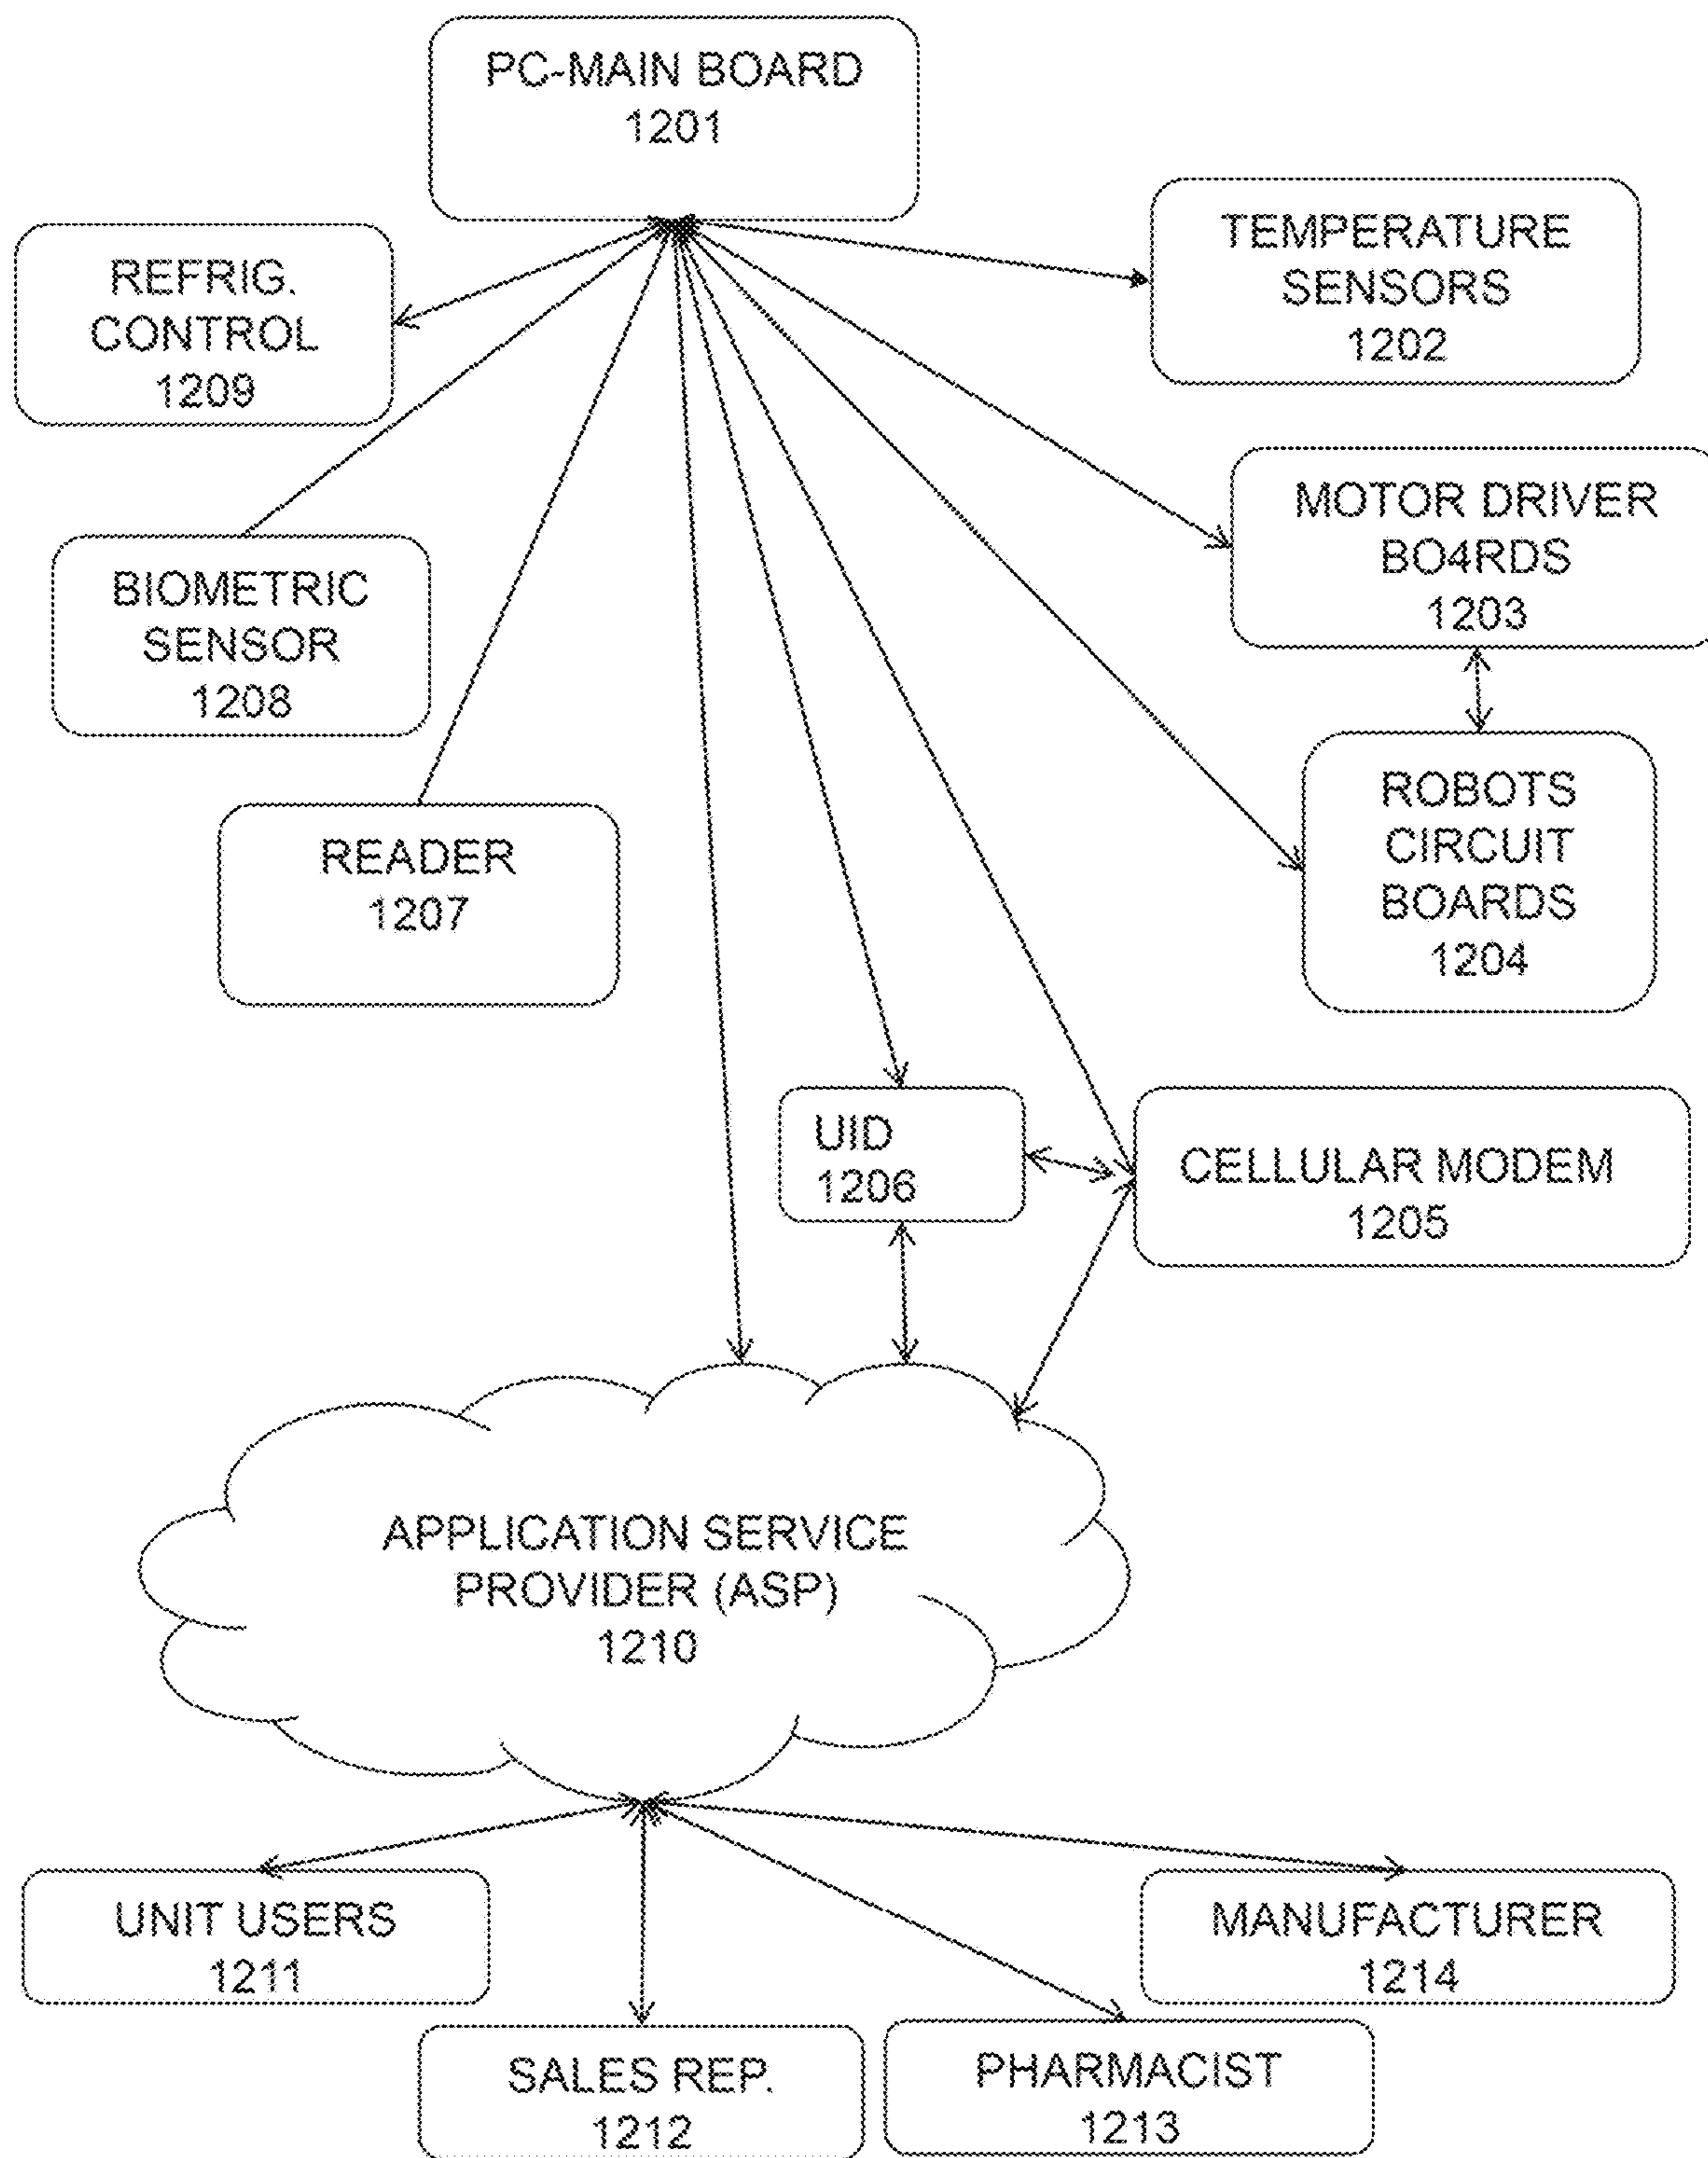 PC-MAIN BOARD
1201
TEMPERATURE
SENSORS
1202
REFRIG.
CONTROL
1209
MOTOR DRIVER
BO4RDS
1203
BIOMETRIC
SENSOR
1208
ROBOTS
CIRCUIT
BOARDS
1204
READER
1207
UID
1206
CELLULAR MODEM
1205
APPLICATION SERVICE
PROVIDER (ASP)
1210
UNIT USERS
1211
MANUFACTURER
1214
SALES REP.
1212
PHARMACIST
1213